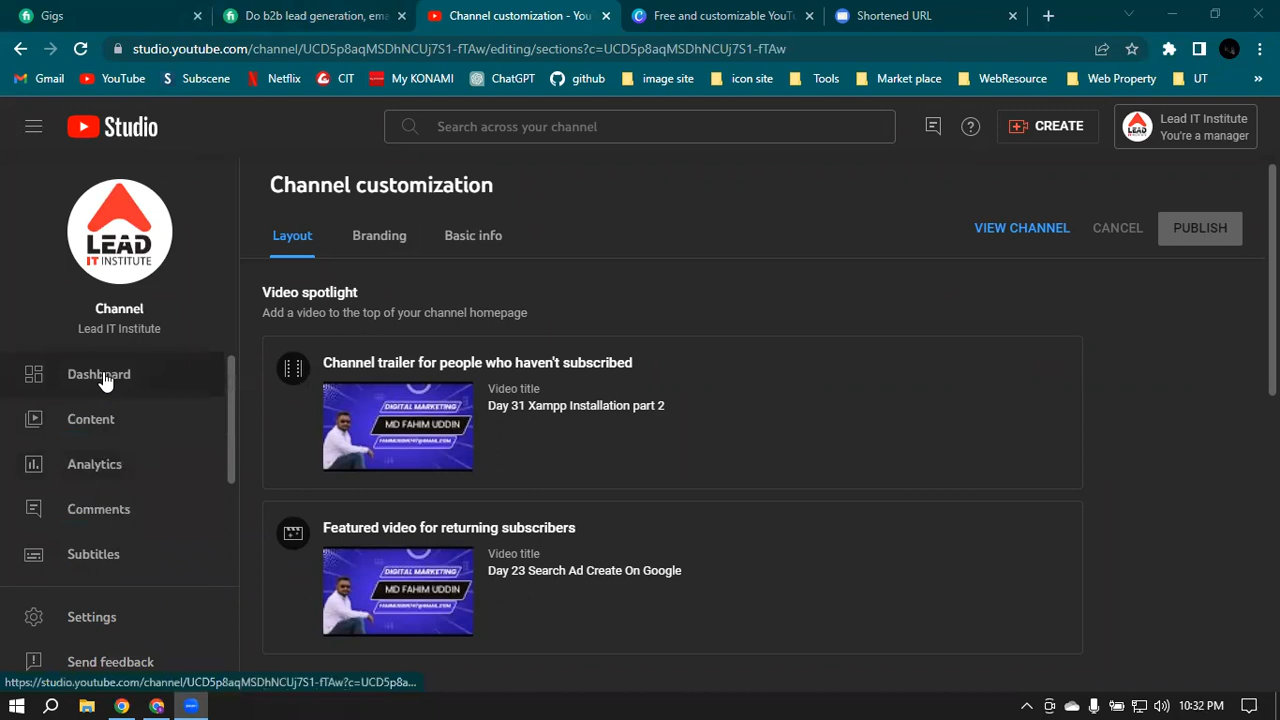 Gigs
Do b2b lead generation, ema
Channel customization - You
Free and customizable YouT
Shortened URL
studio.youtube.com/channel/UCD5p8aqMSDhNCUj7S1-fTAw/editing/sections?c=UCD5p8aqMSDhNCUj7S1-fTAw
Gmail
YouTube
Subscene
Netflix
CIT
My KONAMI
ChatGPT
github
image site
icon site
Tools
Market place
WebResource
Web Property
UT
»
Studio
Search across your channel
CREATE
LEAD
Lead IT Institute
You're a manager
LEAD
IT INSTITUTE
Channel
Lead IT Institute
Dashboard
Content
Analytics
Comments
Subtitles
Settings
Send feedback
Channel customization
Layout
Branding
Basic info
VIEW CHANNEL
CANCEL
PUBLISH
Video spotlight
Add a video to the top of your channel homepage
Channel trailer for people who haven't subscribed
DIGITAL MARKETING
MD FAHIM UDDIN
Video title
Day 31 Xampp Installation part 2
Featured video for returning subscribers
DIGITAL MARKETING
MD FAHIM UDDIN
Video title
Day 23 Search Ad Create On Google
https://studio.youtube.com/channel/UCD5p8aqMSDhNCUj7S1-fTAw?c=UCD5p8a...
10:32 PM